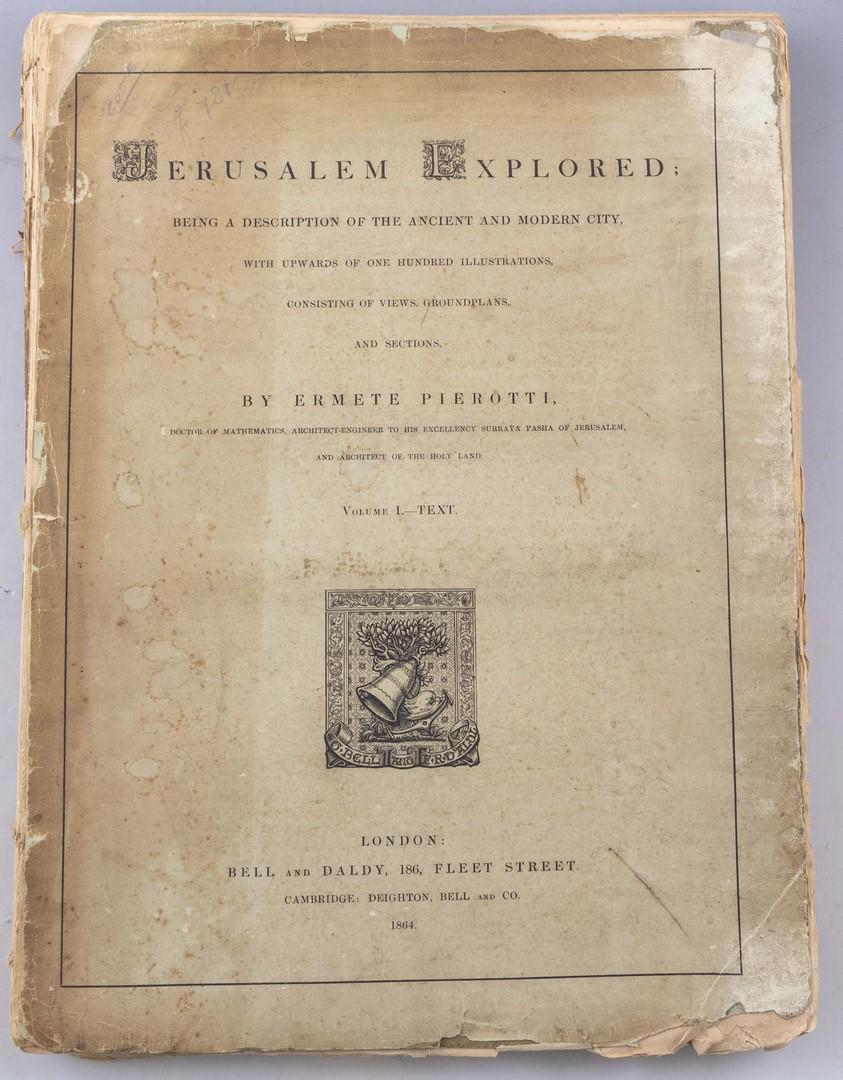 JERUSALEM EXPLORED;
BEING A DESCRIPTION OF THE ANCIENT AND MODERN CITY,
WITH UPWARDS OF ONE HUNDRED ILLUSTRATIONS,
CONSISTING OF VIEWS, GROUNDPLANS,
AND SECTIONS,
BY ERMETE PIEROTTI,
DOCTOR OF MATHEMATICS, ARCHITECT-ENGINEER TO HIS EXCELLENCY SURRAYA PASHA OF JERUSALEM,
AND ARCHITECT OF THE HOLY LAND.
VOLUME I.—TEXT.
BELL AND
LONDON:
BELL AND DALDY, 186, FLEET STREET.
CAMBRIDGE: DEIGHTON, BELL AND CO.
1864.